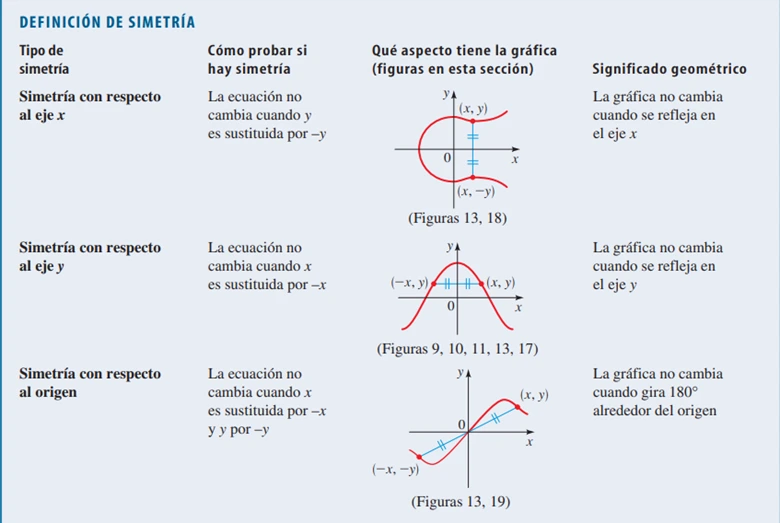 DEFINICIÓN DE SIMETRÍA
Tipo de
simetría
Cómo probar si
hay simetría
Qué aspecto tiene la gráfica
(figuras en esta sección)
Significado geométrico
Simetría con respecto
al eje x
La ecuación no
cambia cuando y
es sustituida por –y
y
(x, y)
0
x
(x, −y)
(Figuras 13, 18)
La gráfica no cambia
cuando se refleja en
el eje x
Simetría con respecto
al eje y
La ecuación no
cambia cuando x
es sustituida por –x
y
(−x, y)
(x, y)
0
x
(Figuras 9, 10, 11, 13, 17)
La gráfica no cambia
cuando se refleja en
el eje y
Simetría con respecto
al origen
La ecuación no
cambia cuando x
es sustituida por –x
y y por –y
y
(x, y)
0
x
(−x, −y)
(Figuras 13, 19)
La gráfica no cambia
cuando gira 180°
alrededor del origen